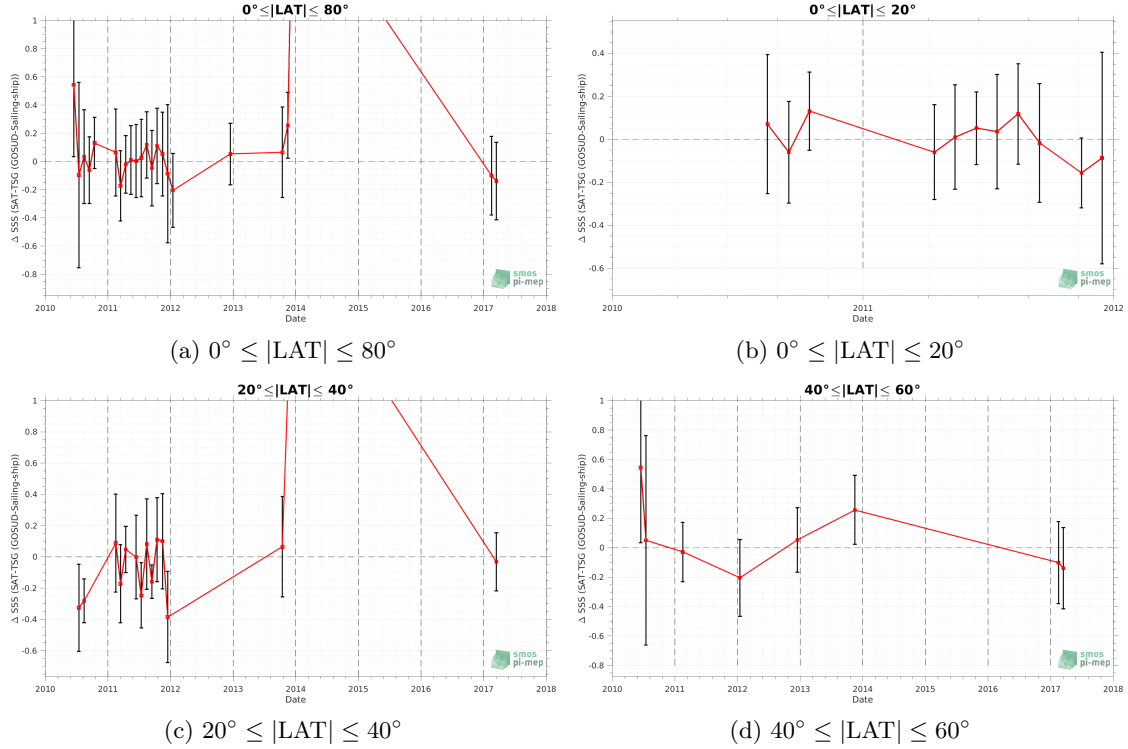 0°≤|LAT|≤ 80°
Δ SSS (SAT-TSG (GOSUD-Sailing-ship))
1
0.8
0.6
0.4
0.2
0
-0.2
-0.4
-0.6
-0.8
2010 2011 2012 2013 2014 2015 2016 2017 2018
Date
smos
pi-mep
(a) 0° ≤ |LAT| ≤ 80°
0°≤|LAT|≤ 20°
Δ SSS (SAT-TSG (GOSUD-Sailing-ship))
0.4
0.2
0
-0.2
-0.4
-0.6
2010 2011 2012
Date
smos
pi-mep
(b) 0° ≤ |LAT| ≤ 20°
20°≤|LAT|≤ 40°
Δ SSS (SAT-TSG (GOSUD-Sailing-ship))
1
0.8
0.6
0.4
0.2
0
-0.2
-0.4
-0.6
2010 2011 2012 2013 2014 2015 2016 2017 2018
Date
smos
pi-mep
(c) 20° ≤ |LAT| ≤ 40°
40°≤|LAT|≤ 60°
Δ SSS (SAT-TSG (GOSUD-Sailing-ship))
1
0.8
0.6
0.4
0.2
0
-0.2
-0.4
-0.6
-0.8
2010 2011 2012 2013 2014 2015 2016 2017 2018
Date
smos
pi-mep
(d) 40° ≤ |LAT| ≤ 60°